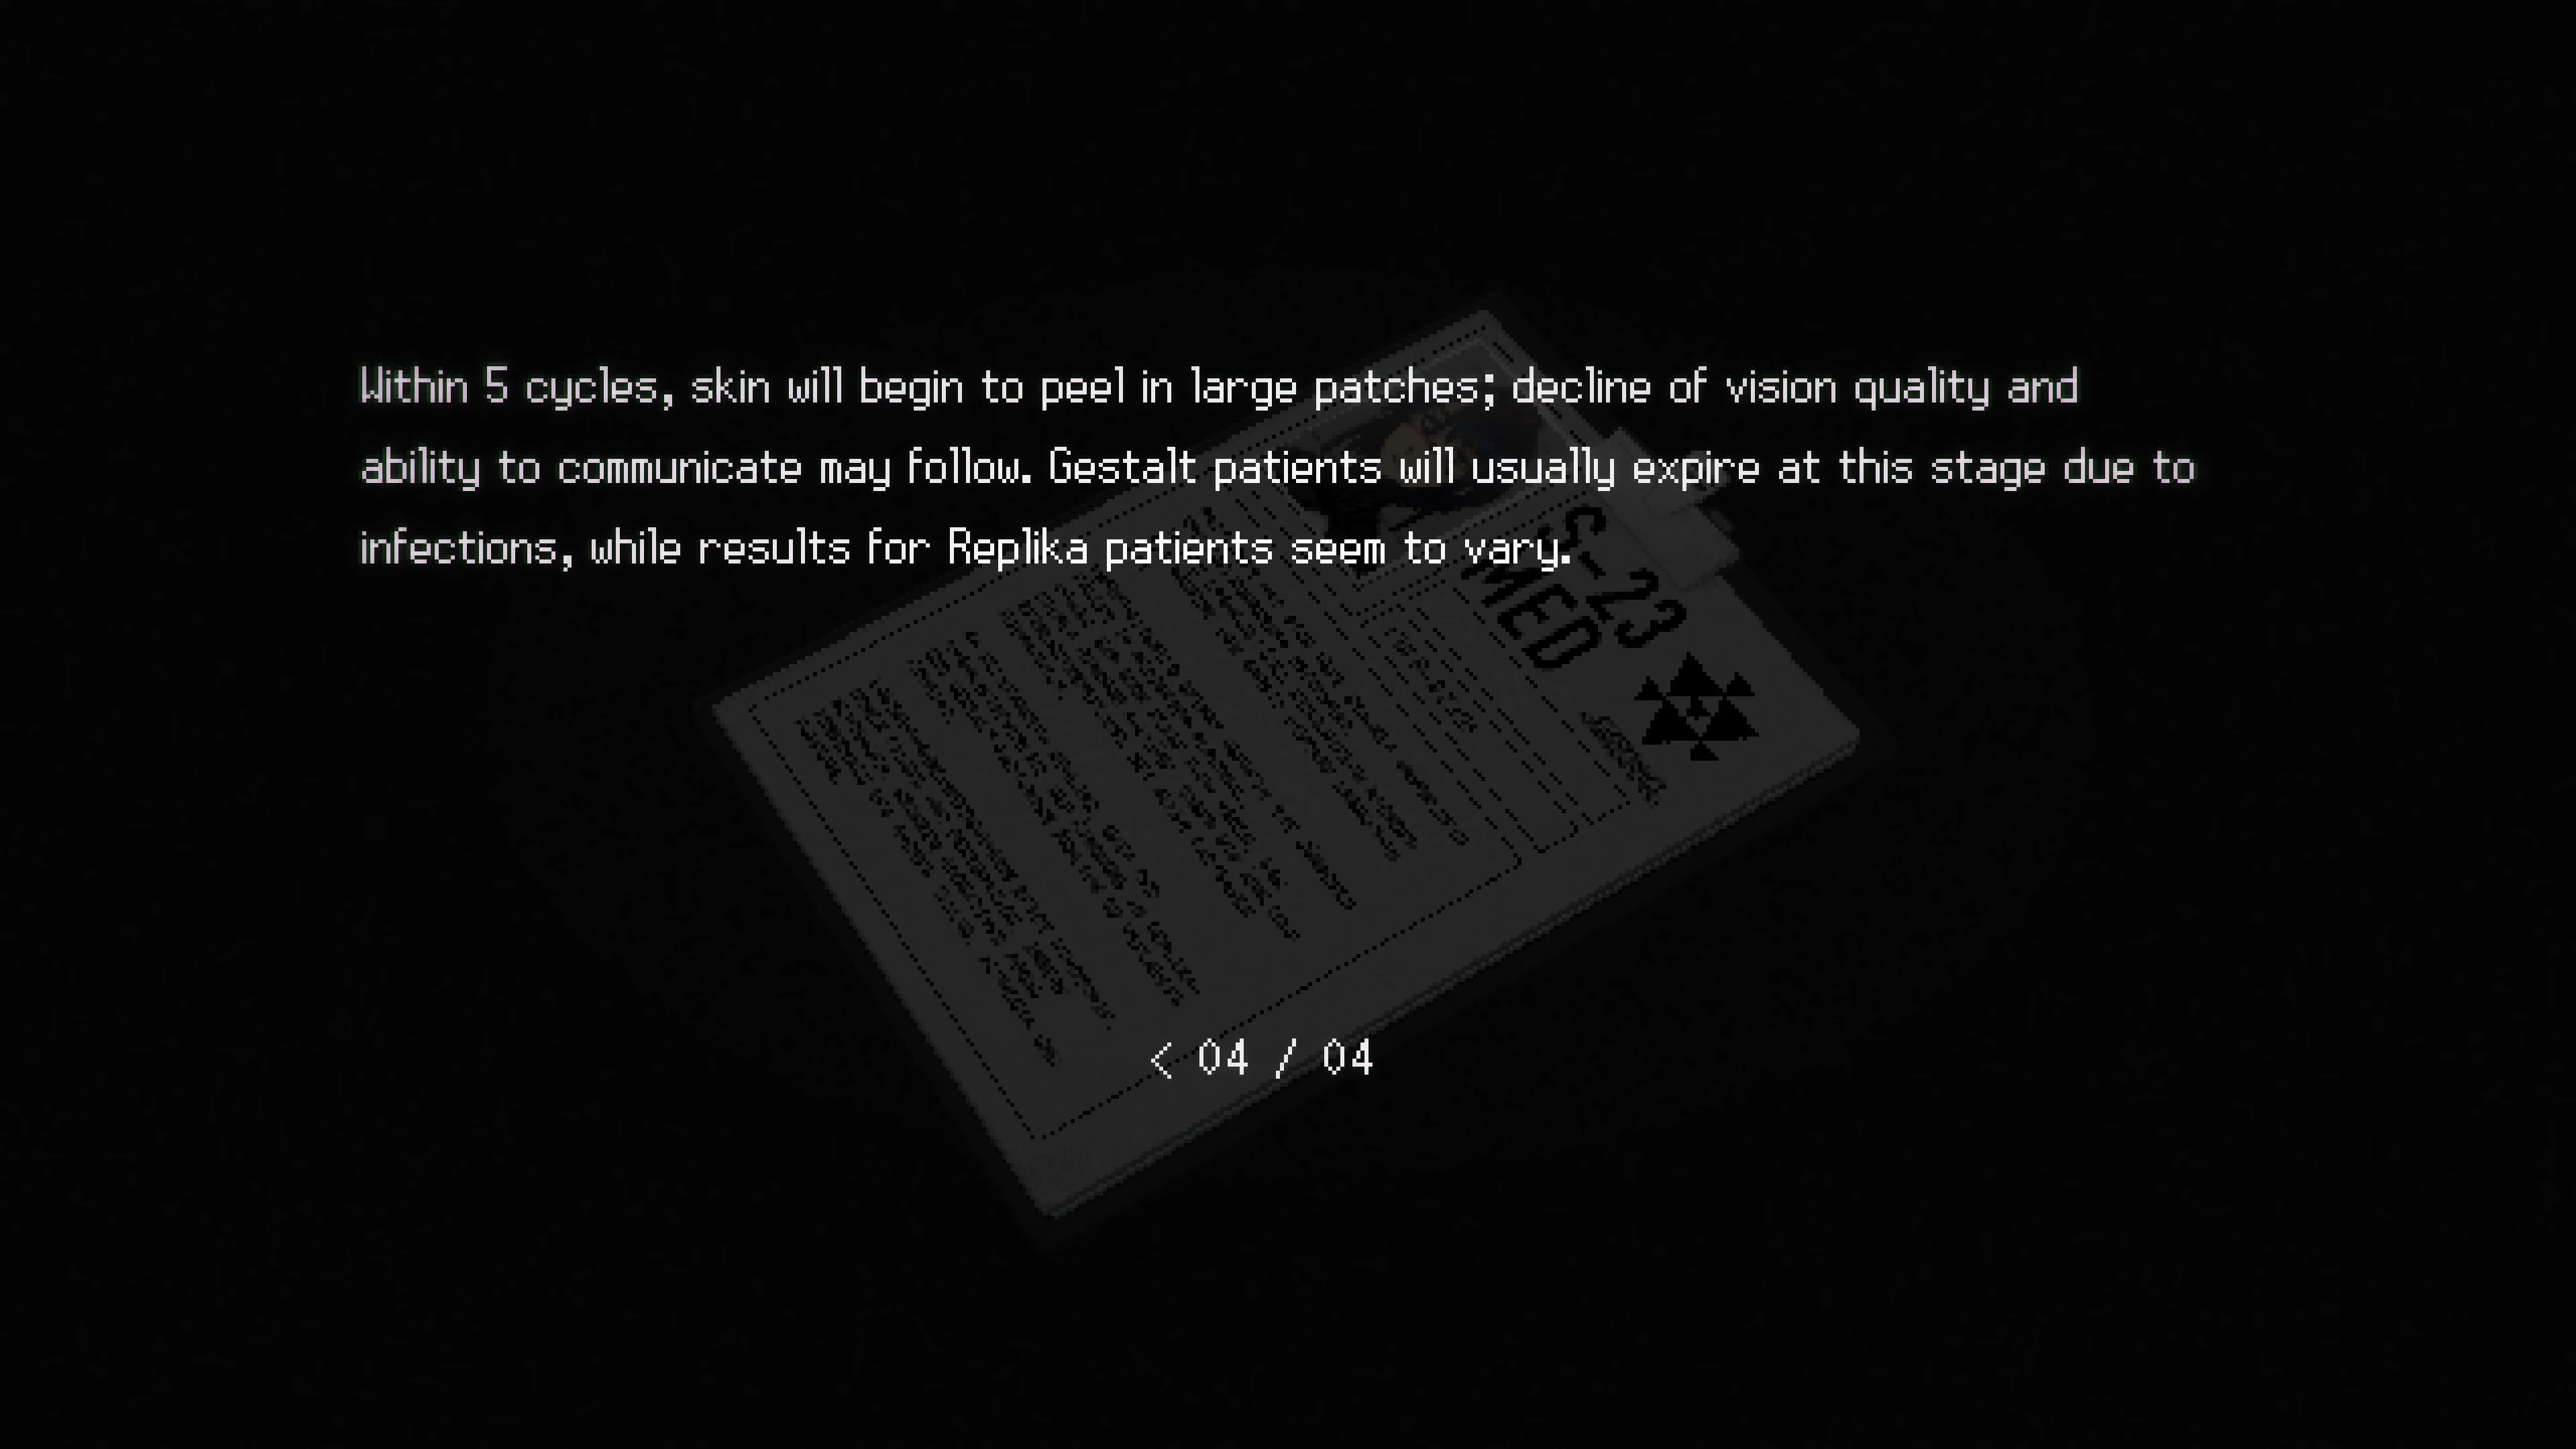 Within 5 cycles, skin will begin to peel in large patches; decline of vision quality and
ability to communicate may follow. Gestalt patients will usually expire at this stage due to
infections, while results for Replika patients seem to vary.
S-23
MED
< 04 / 04